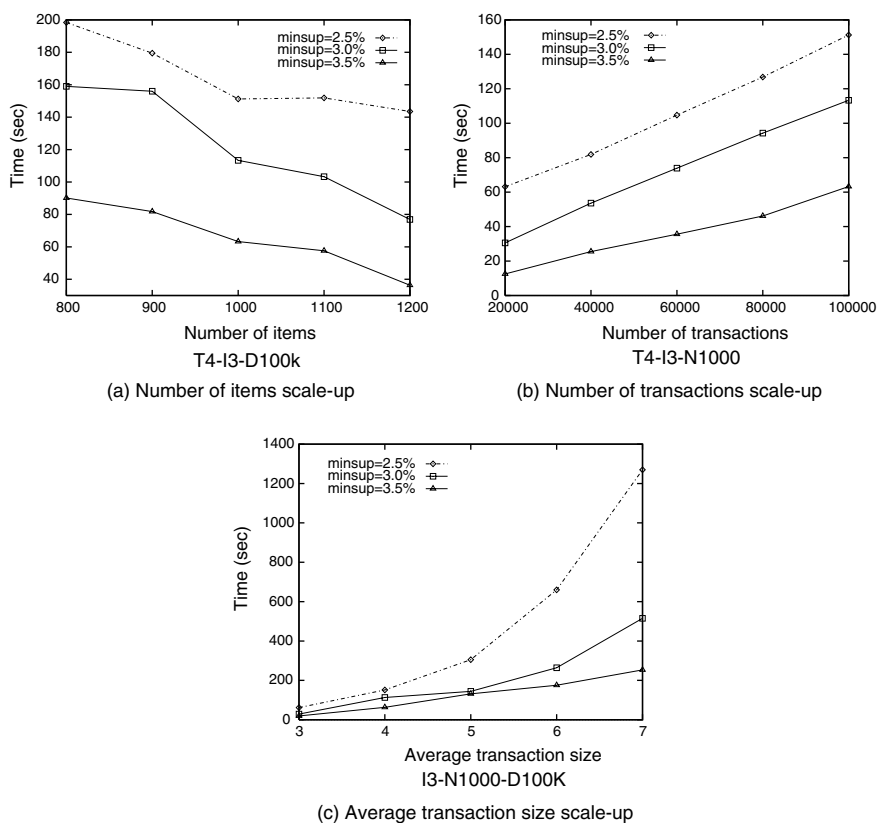 200
180
160
140
120
100
80
60
40
800
900
1000
1100
1200
Time (sec)
minsup=2.5%
minsup=3.0%
minsup=3.5%
Number of items
T4-I3-D100k
(a) Number of items scale-up
160
140
120
100
80
60
40
20
0
20000
40000
60000
80000
100000
Time (sec)
minsup=2.5%
minsup=3.0%
minsup=3.5%
Number of transactions
T4-I3-N1000
(b) Number of transactions scale-up
1400
1200
1000
800
600
400
200
0
3
4
5
6
7
Time (sec)
minsup=2.5%
minsup=3.0%
minsup=3.5%
Average transaction size
I3-N1000-D100K
(c) Average transaction size scale-up